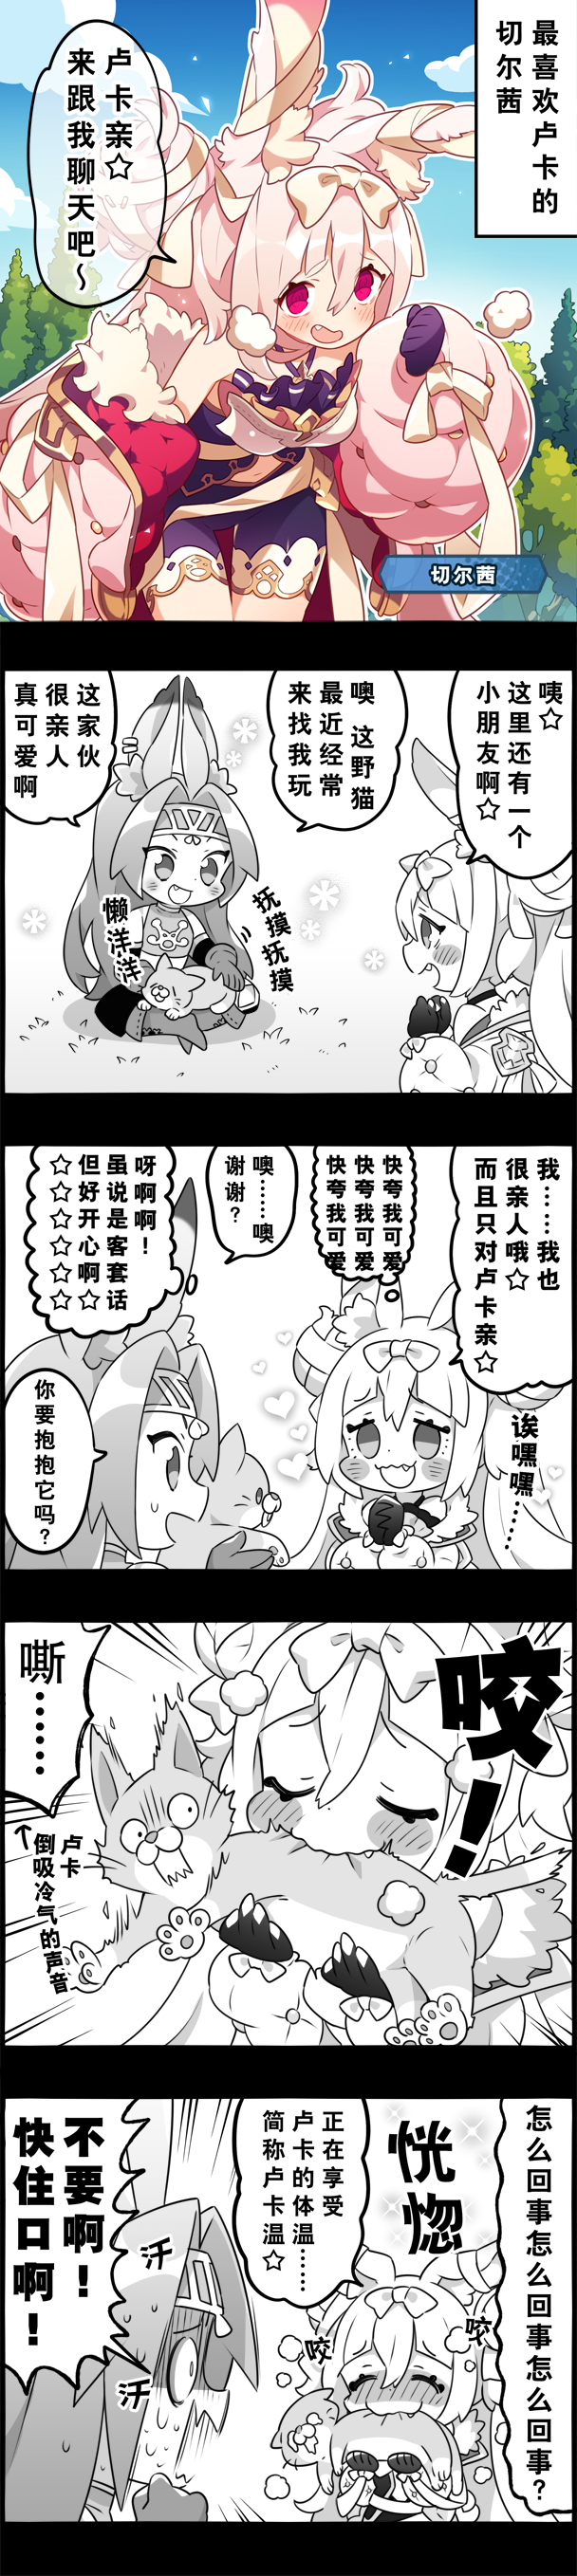 最喜欢卢卡的
切尔茜
卢卡亲☆
来跟我聊天吧～
切尔茜
咦☆
这里还有一个
小朋友啊☆
噢 这野猫
最近经常
来找我玩
这家伙
很亲人
真可爱啊
抚摸抚摸
懒洋洋
我……我也
很亲人哦☆
而且只对卢卡亲☆
诶嘿嘿……
快夸我可爱
快夸我可爱
快夸我可爱
噢……噢
谢谢？
呀啊啊！
虽说是客套话
但好开心啊☆
☆☆☆☆☆☆
你要抱抱它吗？
咬！
嘶……
卢卡
倒吸冷气的声音
怎么回事怎么回事怎么回事？
恍惚
咬
咬
正在享受
卢卡的体温……
简称卢卡温☆
汗
汗
不要啊！
快住口啊！